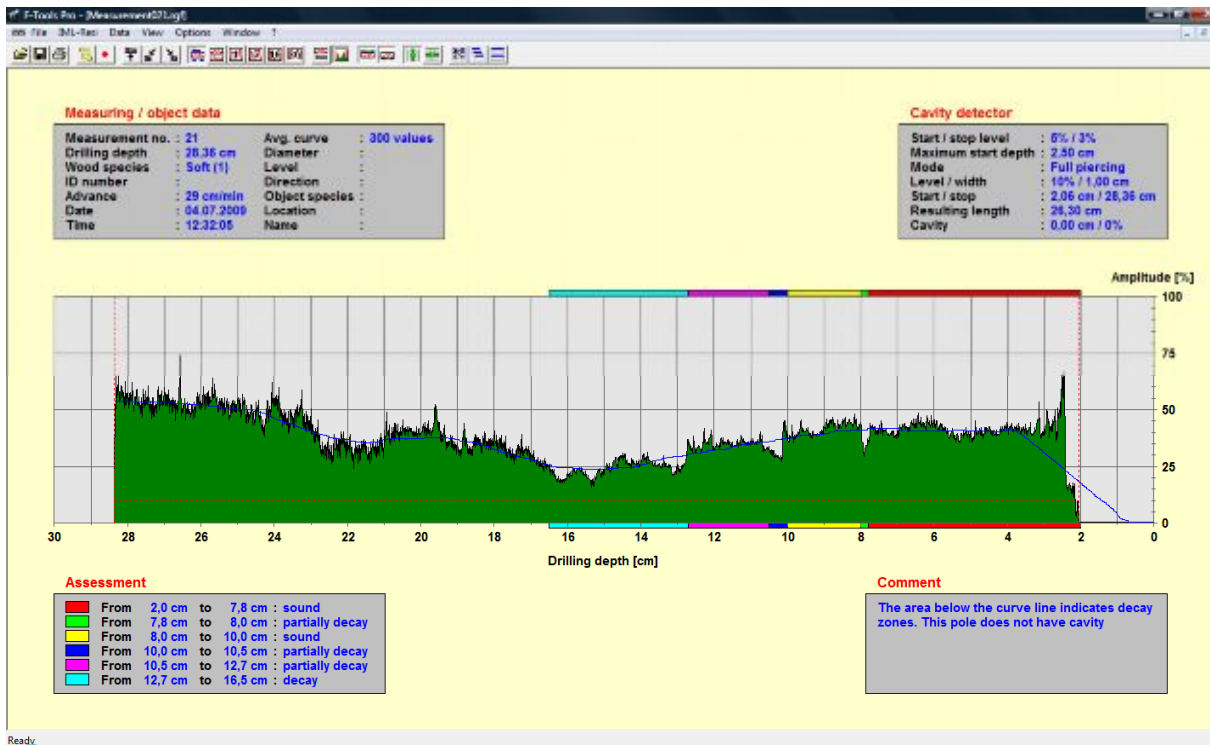 F-Tools Pro - [Measurement021.rgf]
File IML-Resi Data View Options Window ?
Measuring / object data
Measurement no. : 21 Avg. curve : 300 values
Drilling depth : 28,36 cm Diameter :
Wood species : Soft (1) Level :
ID number : Direction :
Advance : 29 cm/min Object species :
Date : 04.07.2009 Location :
Time : 12:32:05 Name :
Cavity detector
Start / stop level : 6% / 3%
Maximum start depth : 2,50 cm
Mode : Full piercing
Level / width : 10% / 1,00 cm
Start / stop : 2,06 cm / 28,36 cm
Resulting length : 26,30 cm
Cavity : 0,00 cm / 0%
Amplitude [%]
100
75
50
25
0
30 28 26 24 22 20 18 16 14 12 10 8 6 4 2 0
Drilling depth [cm]
Assessment
From 2,0 cm to 7,8 cm : sound
From 7,8 cm to 8,0 cm : partially decay
From 8,0 cm to 10,0 cm : sound
From 10,0 cm to 10,5 cm : partially decay
From 10,5 cm to 12,7 cm : partially decay
From 12,7 cm to 16,5 cm : decay
Comment
The area below the curve line indicates decay
zones. This pole does not have cavity
Ready